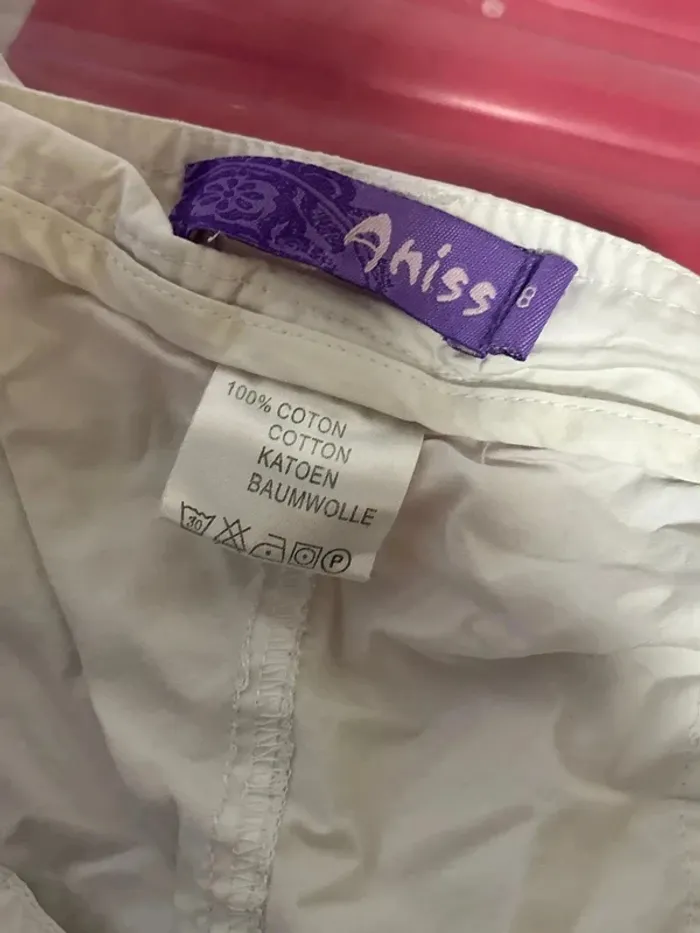 Aniss
8
100% COTON
COTTON
KATOEN
BAUMWOLLE
30
P